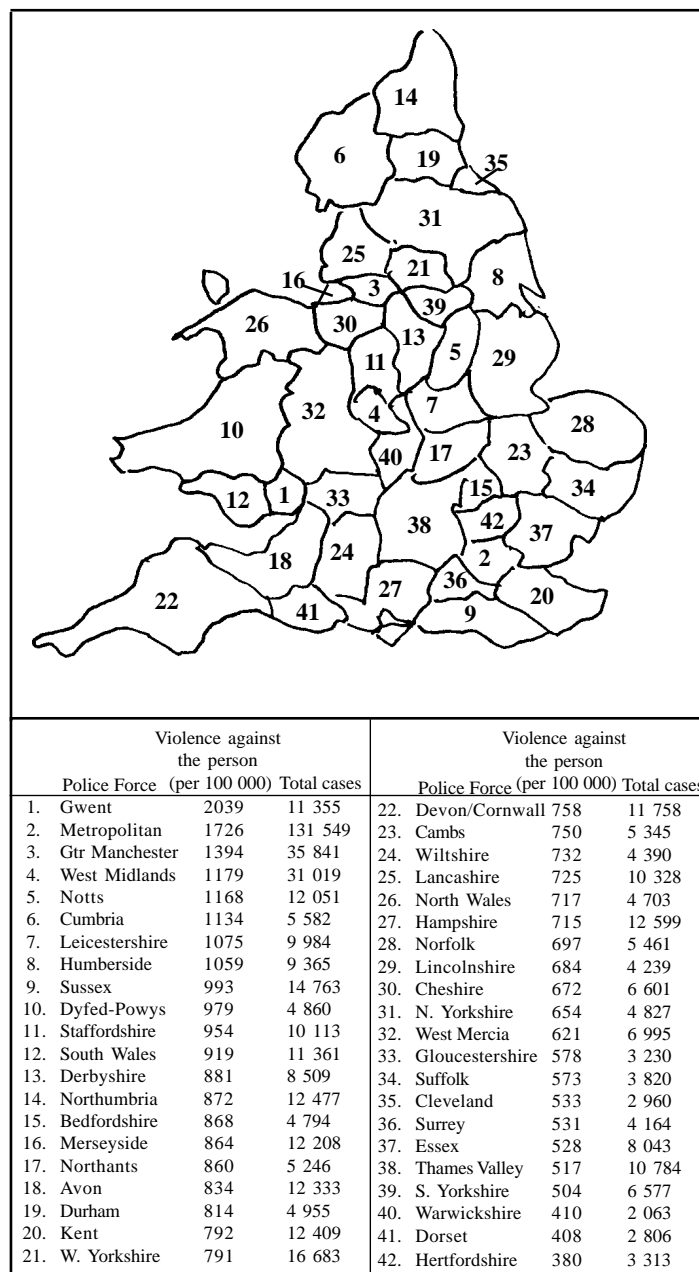 14
6
19
35
31
25
21
8
16
3
39
26
30
13
5
29
11
32
4
7
28
10
40
17
23
12
1
33
15
34
38
42
37
18
24
2
36
22
27
20
41
9
Violence against
the person
Police Force (per 100 000) Total cases
1. Gwent 2039 11 355
2. Metropolitan 1726 131 549
3. Gtr Manchester 1394 35 841
4. West Midlands 1179 31 019
5. Notts 1168 12 051
6. Cumbria 1134 5 582
7. Leicestershire 1075 9 984
8. Humberside 1059 9 365
9. Sussex 993 14 763
10. Dyfed-Powys 979 4 860
11. Staffordshire 954 10 113
12. South Wales 919 11 361
13. Derbyshire 881 8 509
14. Northumbria 872 12 477
15. Bedfordshire 868 4 794
16. Merseyside 864 12 208
17. Northants 860 5 246
18. Avon 834 12 333
19. Durham 814 4 955
20. Kent 792 12 409
21. W. Yorkshire 791 16 683
Violence against
the person
Police Force (per 100 000) Total cases
22. Devon/Cornwall 758 11 758
23. Cambs 750 5 345
24. Wiltshire 732 4 390
25. Lancashire 725 10 328
26. North Wales 717 4 703
27. Hampshire 715 12 599
28. Norfolk 697 5 461
29. Lincolnshire 684 4 239
30. Cheshire 672 6 601
31. N. Yorkshire 654 4 827
32. West Mercia 621 6 995
33. Gloucestershire 578 3 230
34. Suffolk 573 3 820
35. Cleveland 533 2 960
36. Surrey 531 4 164
37. Essex 528 8 043
38. Thames Valley 517 10 784
39. S. Yorkshire 504 6 577
40. Warwickshire 410 2 063
41. Dorset 408 2 806
42. Hertfordshire 380 3 313